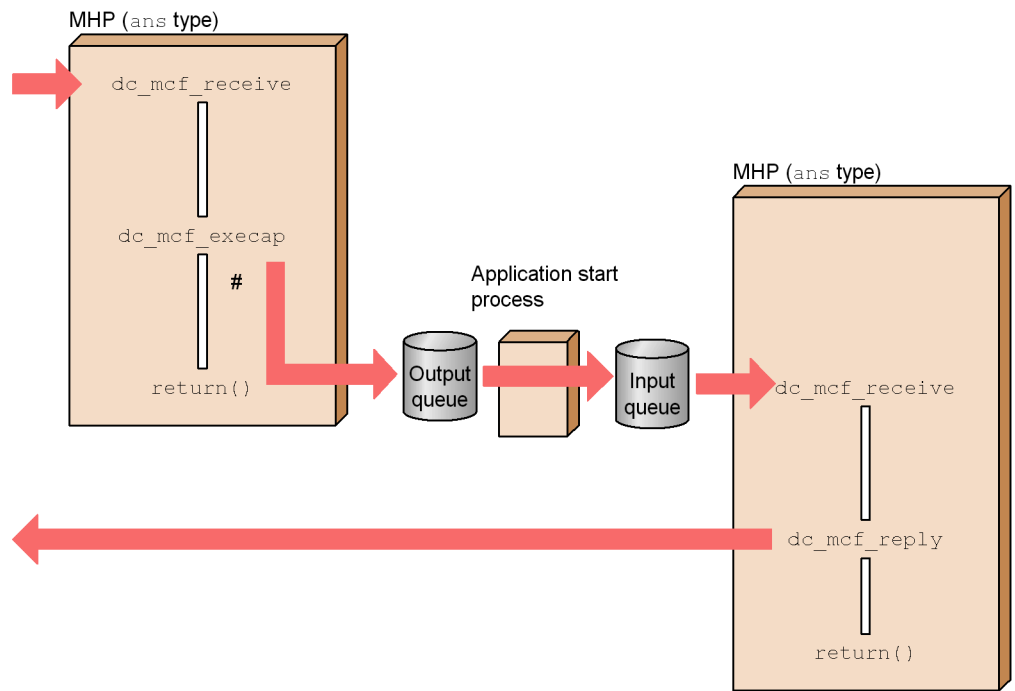 MHP (ans type)
dc_mcf_receive
dc_mcf_execap
#
return()
Application start
process
Output
queue
Input
queue
MHP (ans type)
dc_mcf_receive
dc_mcf_reply
return()